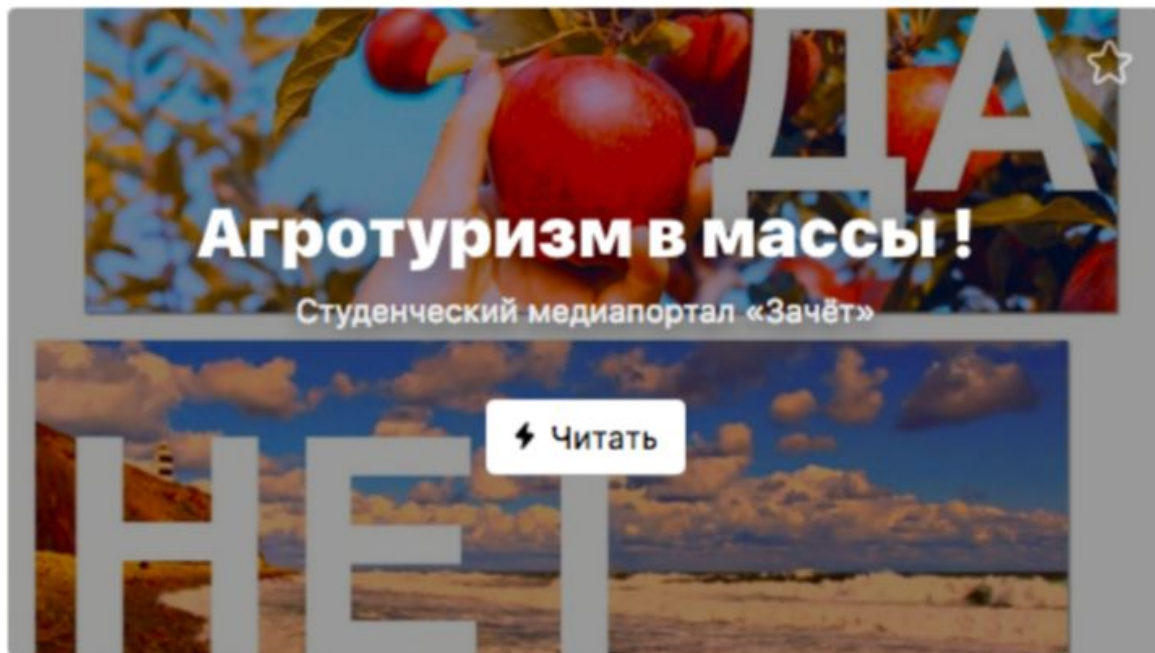 ДА
Агротуризм в массы !
Студенческий медиапортал «Зачёт»
Читать
НЕТ